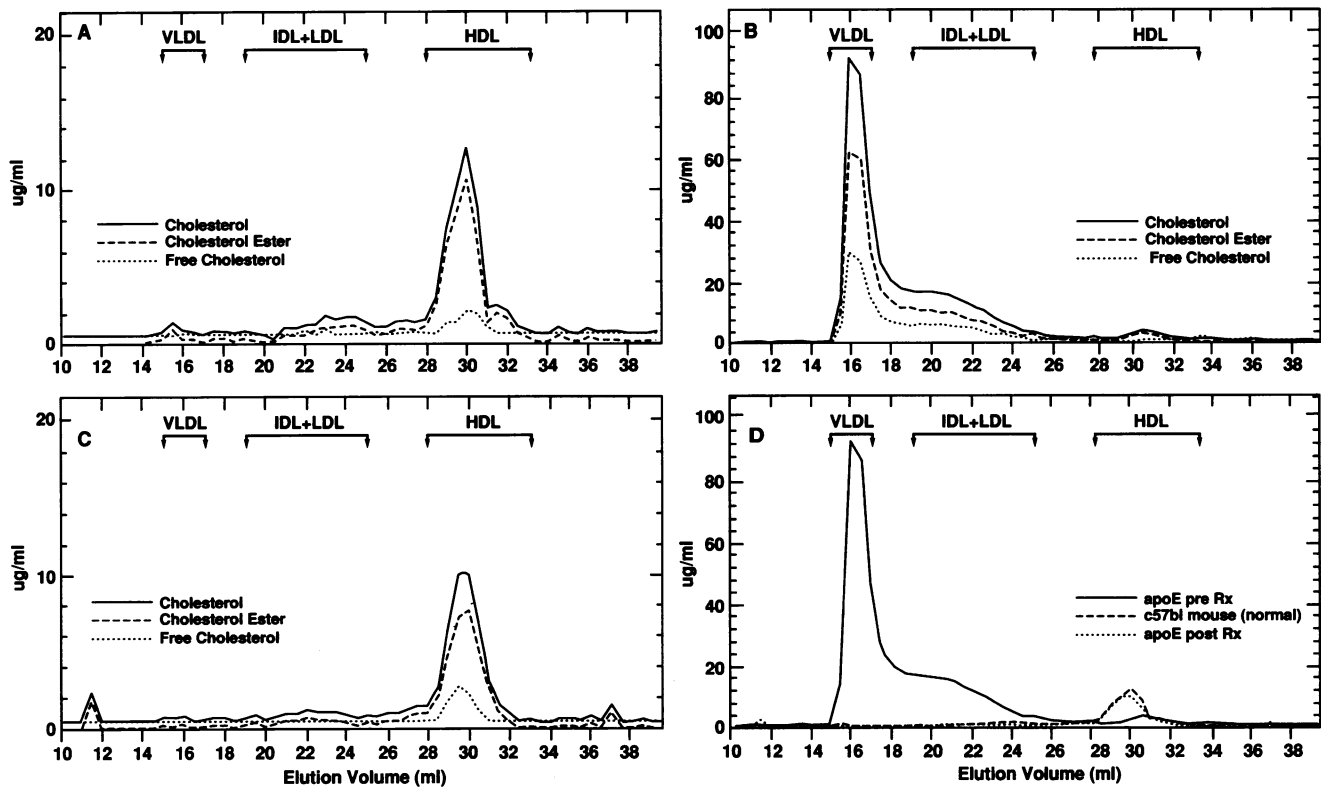 A
VLDL IDL+LDL HDL
20
10
0
ug/ml
Cholesterol
Cholesterol Ester
Free Cholesterol
10 12 14 16 18 20 22 24 26 28 30 32 34 36 38
B
VLDL IDL+LDL HDL
100
80
60
40
20
0
ug/ml
Cholesterol
Cholesterol Ester
Free Cholesterol
10 12 14 16 18 20 22 24 26 28 30 32 34 36 38
C
VLDL IDL+LDL HDL
20
10
0
ug/ml
Cholesterol
Cholesterol Ester
Free Cholesterol
10 12 14 16 18 20 22 24 26 28 30 32 34 36 38
Elution Volume (ml)
D
VLDL IDL+LDL HDL
100
80
60
40
20
0
ug/ml
apoE pre Rx
c57bl mouse (normal)
apoE post Rx
10 12 14 16 18 20 22 24 26 28 30 32 34 36 38
Elution Volume (ml)